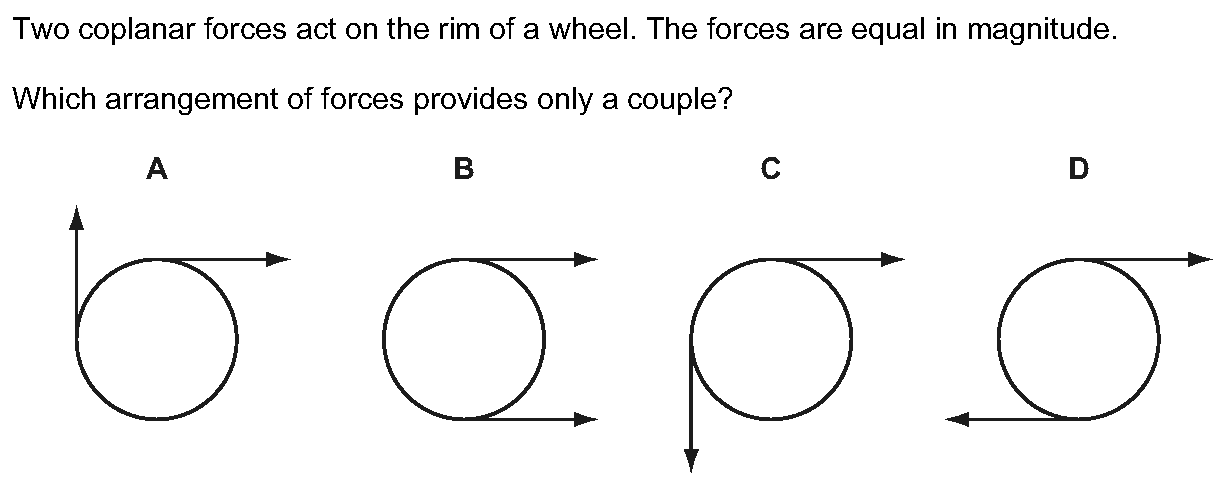 Two coplanar forces act on the rim of a wheel. The forces are equal in magnitude.
Which arrangement of forces provides only a couple?
A B C D